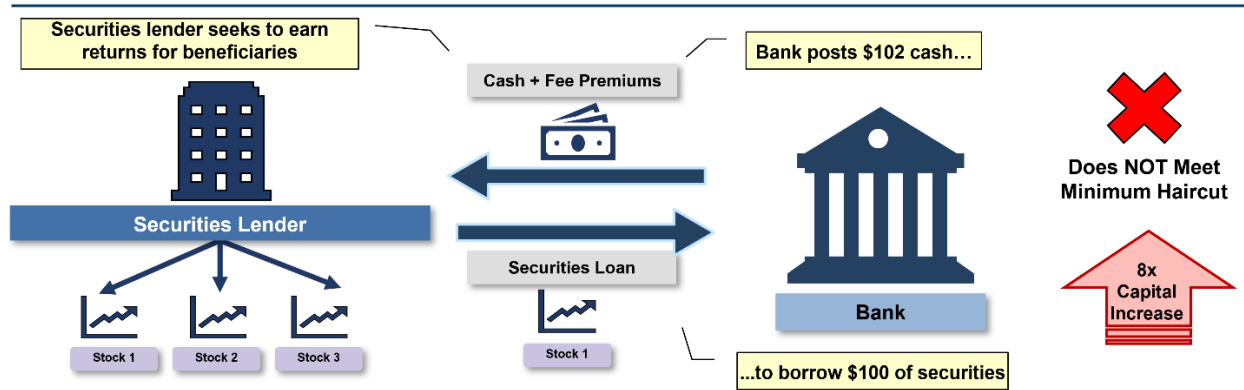 Securities lender seeks to earn
returns for beneficiaries
Cash + Fee Premiums
Bank posts $102 cash…
Does NOT Meet
Minimum Haircut
Securities Lender
Securities Loan
8x
Capital
Increase
Bank
Stock 1
Stock 2
Stock 3
Stock 1
...to borrow $100 of securities